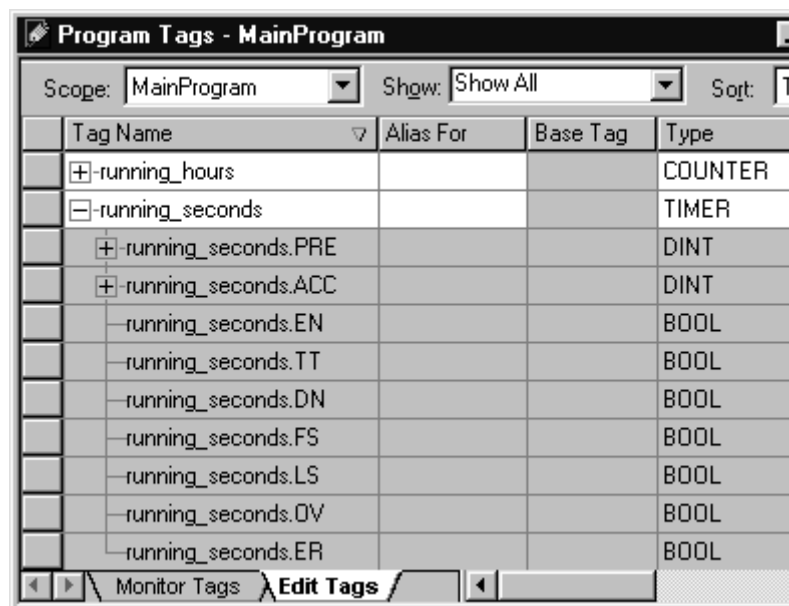 Program Tags - MainProgram
Scope: MainProgram Show: Show All Sort: T
Tag Name Alias For Base Tag Type
running_hours COUNTER
running_seconds TIMER
running_seconds.PRE DINT
running_seconds.ACC DINT
running_seconds.EN BOOL
running_seconds.TT BOOL
running_seconds.DN BOOL
running_seconds.FS BOOL
running_seconds.LS BOOL
running_seconds.OV BOOL
running_seconds.ER BOOL
Monitor Tags Edit Tags